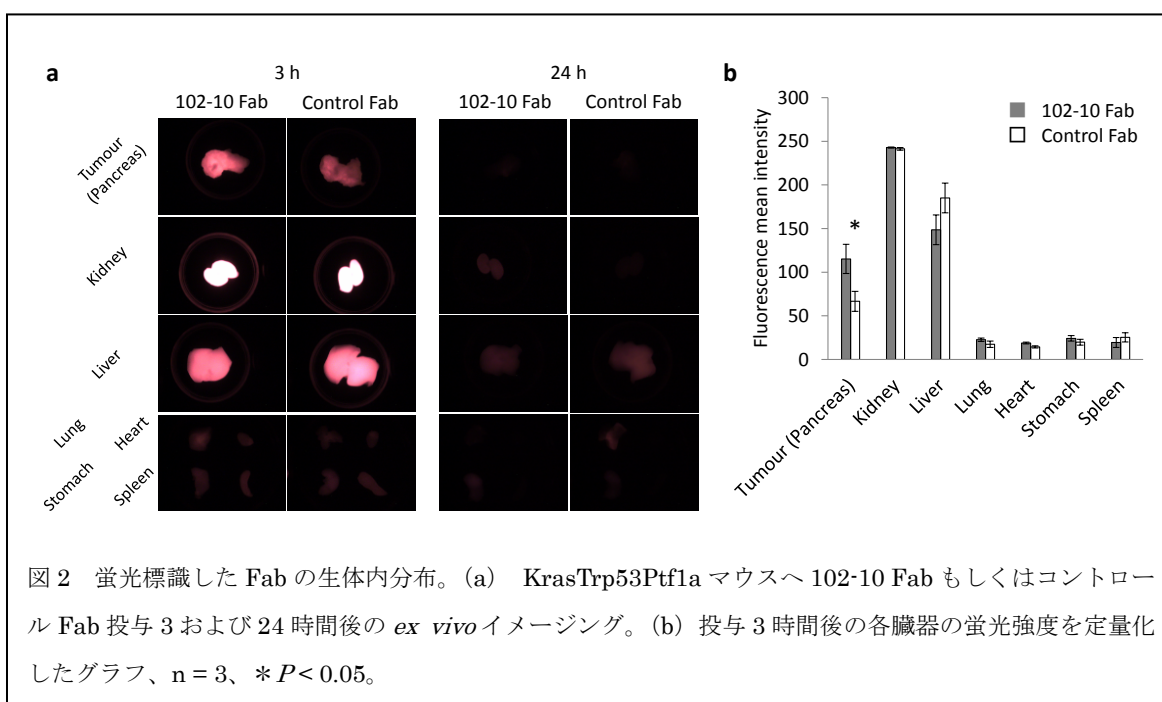 a
3 h
24 h
102-10 Fab
Control Fab
102-10 Fab
Control Fab
Tumour
(Pancreas)
Kidney
Liver
Lung
Heart
Stomach
Spleen
b
Fluorescence mean intensity
300
250
200
150
100
50
0
102-10 Fab
Control Fab
*
Tumour (Pancreas)
Kidney
Liver
Lung
Heart
Stomach
Spleen
図 2 蛍光標識した Fab の生体内分布。(a) KrasTrp53Ptf1a マウスへ 102-10 Fab もしくはコントロー
ル Fab 投与 3 および 24 時間後の ex vivo イメージング。(b) 投与 3 時間後の各臓器の蛍光強度を定量化
したグラフ、n = 3、＊P < 0.05。